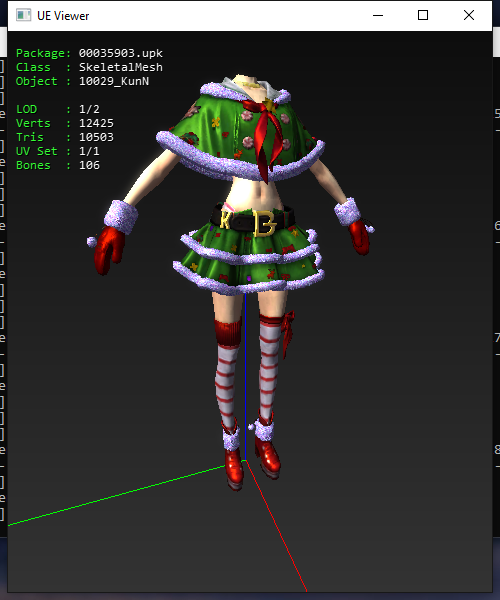 UE Viewer
Package: 00035903.upk
Class : SkeletalMesh
Object : 10029_KunN
LOD : 1/2
Verts : 12425
Tris : 10503
UV Set : 1/1
Bones : 106
K B